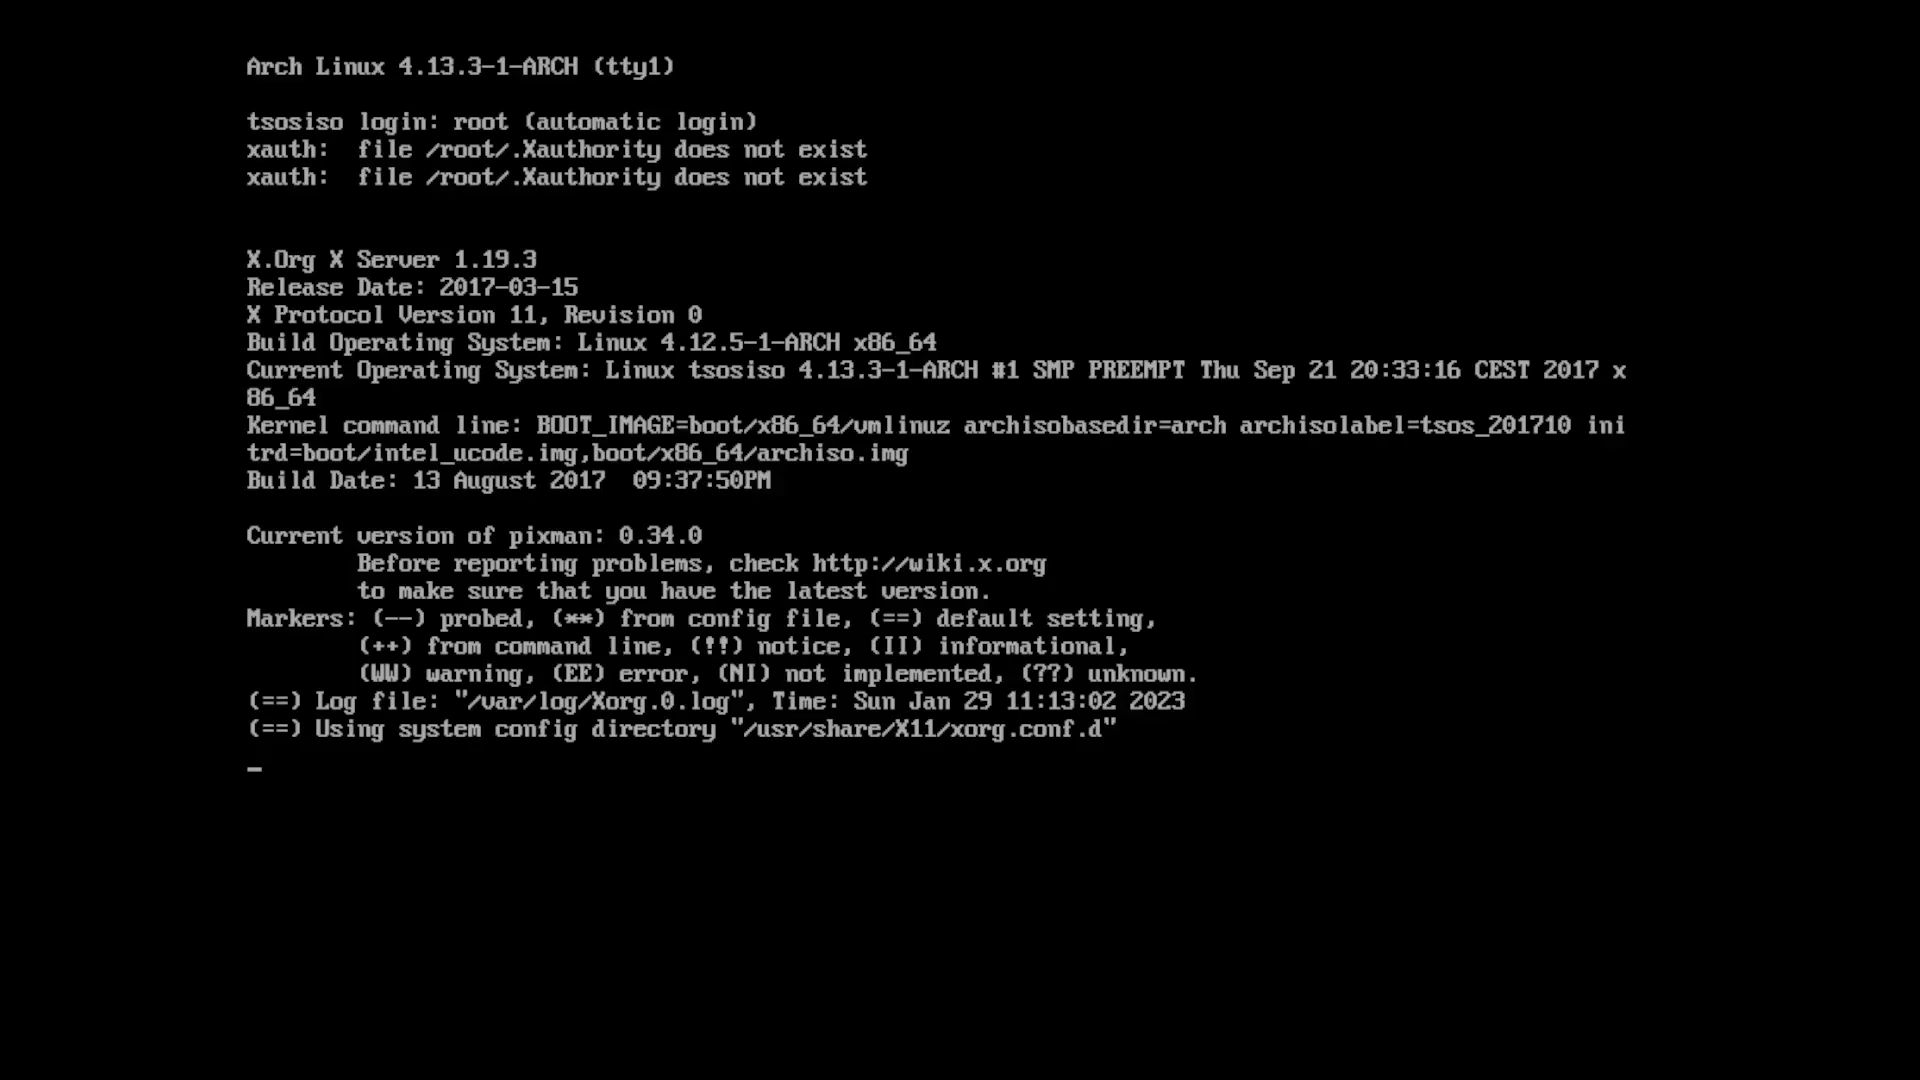 Arch Linux 4.13.3-1-ARCH (tty1)
tsosiso login: root (automatic login)
xauth:  file /root/.Xauthority does not exist
xauth:  file /root/.Xauthority does not exist
X.Org X Server 1.19.3
Release Date: 2017-03-15
X Protocol Version 11, Revision 0
Build Operating System: Linux 4.12.5-1-ARCH x86_64
Current Operating System: Linux tsosiso 4.13.3-1-ARCH #1 SMP PREEMPT Thu Sep 21 20:33:16 CEST 2017 x
86_64
Kernel command line: BOOT_IMAGE=boot/x86_64/vmlinuz archisobasedir=arch archisolabel=tsos_201710 ini
trd=boot/intel_ucode.img,boot/x86_64/archiso.img
Build Date: 13 August 2017  09:37:50PM
Current version of pixman: 0.34.0
        Before reporting problems, check http://wiki.x.org
        to make sure that you have the latest version.
Markers: (--) probed, (**) from config file, (==) default setting,
        (++) from command line, (!!) notice, (II) informational,
        (WW) warning, (EE) error, (NI) not implemented, (??) unknown.
(==) Log file: "/var/log/Xorg.0.log", Time: Sun Jan 29 11:13:02 2023
(==) Using system config directory "/usr/share/X11/xorg.conf.d"
_